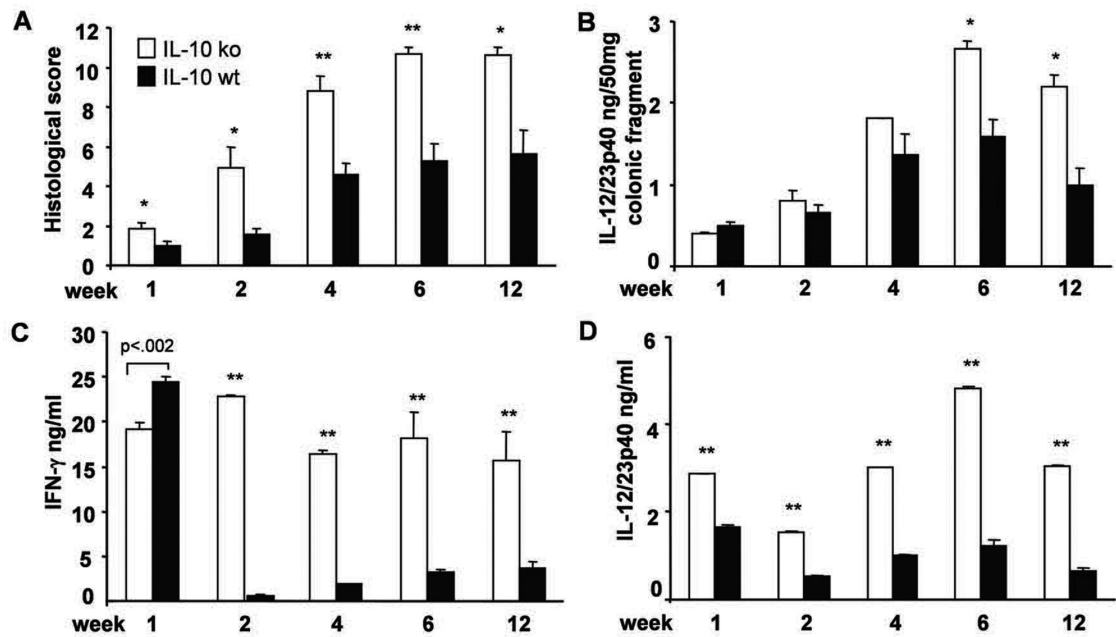 A
Histological score
12
10
8
6
4
2
0
IL-10 ko
IL-10 wt
*
*
**
**
*
week 1 2 4 6 12
B
IL-12/23p40 ng/50mg
colonic fragment
3
2
1
0
*
*
week 1 2 4 6 12
C
IFN-γ ng/ml
30
25
20
15
10
5
0
p<.002
**
**
**
**
week 1 2 4 6 12
D
IL-12/23p40 ng/ml
6
4
2
0
**
**
**
**
**
week 1 2 4 6 12